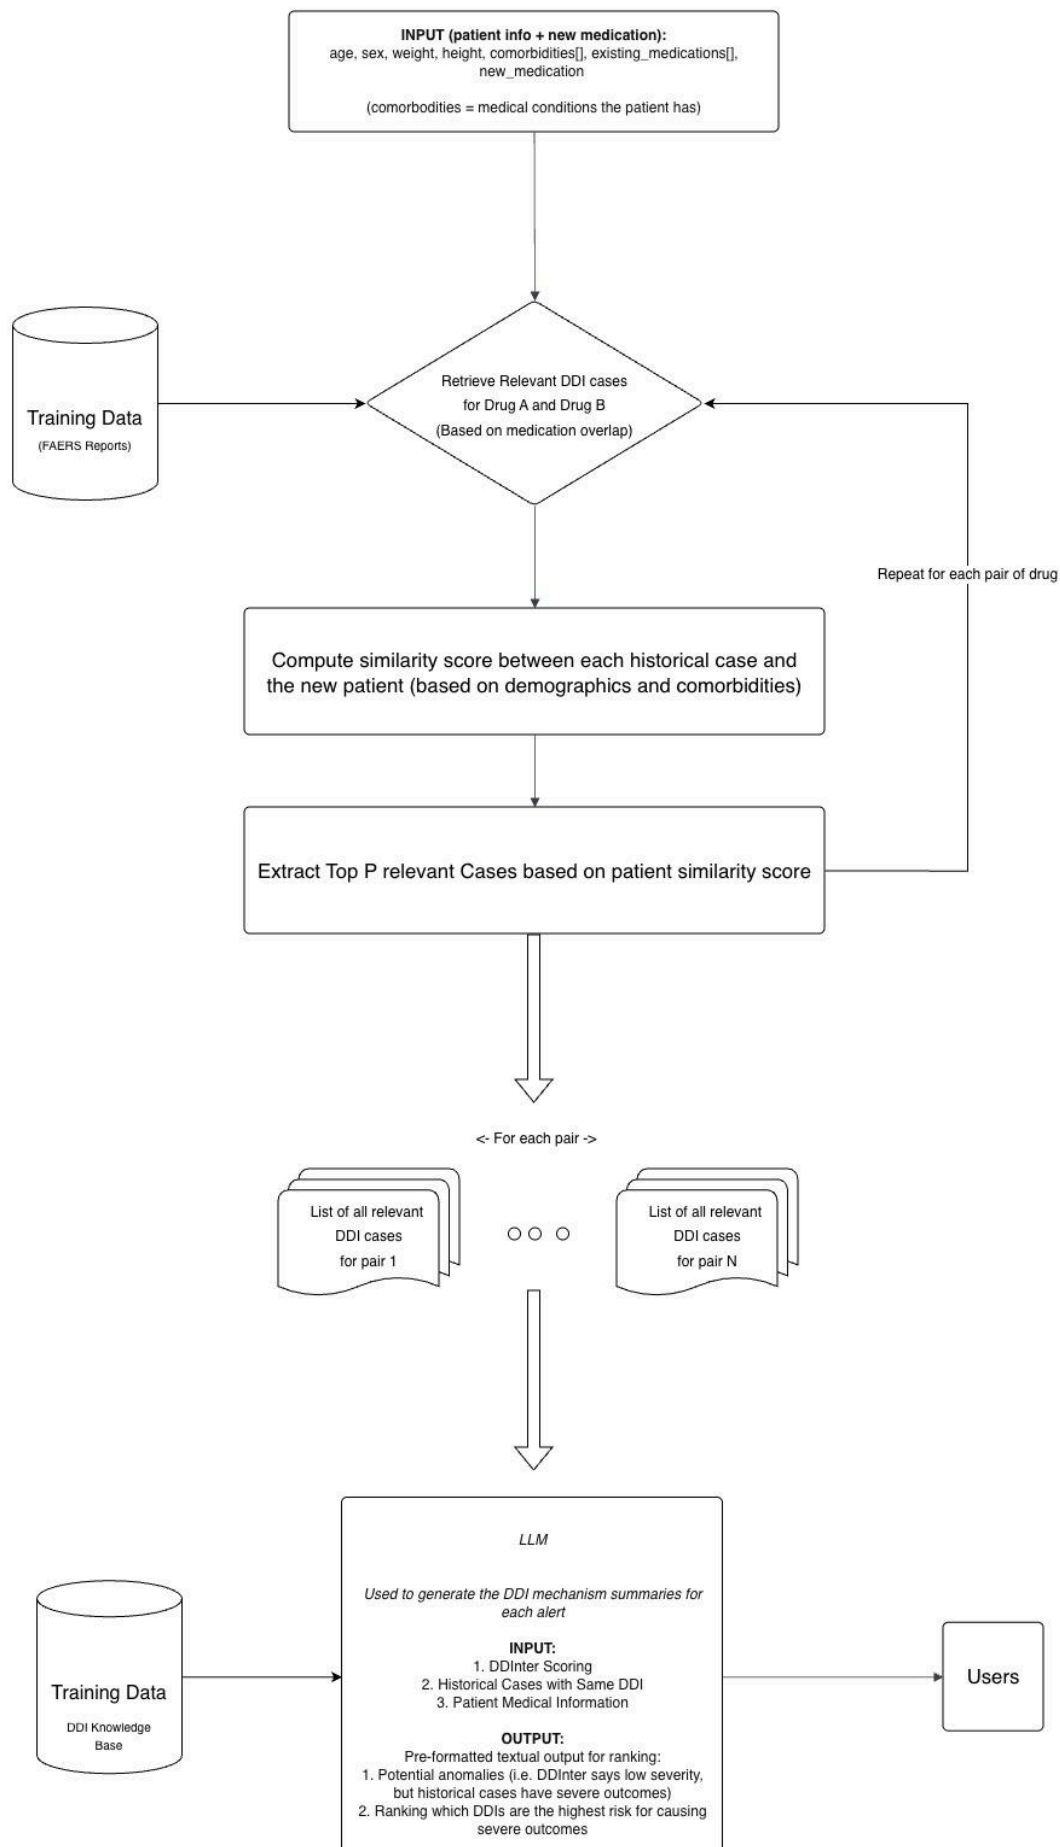 INPUT (patient info + new medication):
age, sex, weight, height, comorbidities[], existing_medications[],
new_medication
(comorbodities = medical conditions the patient has)
Retrieve Relevant DDI cases
for Drug A and Drug B
(Based on medication overlap)
Training Data
(FAERS Reports)
Repeat for each pair of drug
Compute similarity score between each historical case and
the new patient (based on demographics and comorbidities)
Extract Top P relevant Cases based on patient similarity score
<- For each pair ->
List of all relevant
DDI cases
for pair 1
List of all relevant
DDI cases
for pair N
LLM
Used to generate the DDI mechanism summaries for
each alert
INPUT:
1. DDInter Scoring
2. Historical Cases with Same DDI
3. Patient Medical Information
OUTPUT:
Pre-formatted textual output for ranking:
1. Potential anomalies (i.e. DDInter says low severity,
but historical cases have severe outcomes)
2. Ranking which DDIs are the highest risk for causing
severe outcomes
Training Data
DDI Knowledge
Base
Users